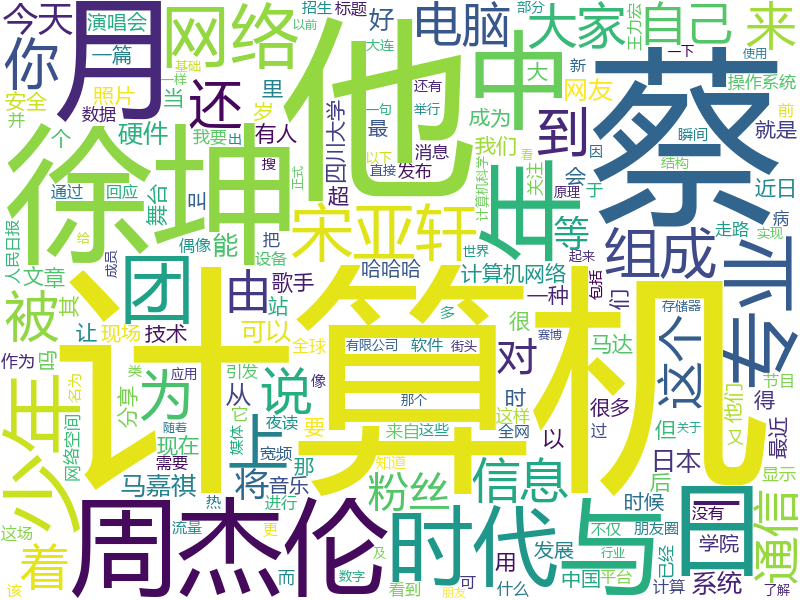 今天
演唱会
招生
标题
以前
部分
王力宏
一下
使用
月
网络
他
好
大连
电脑
大家
自己
来
你
一篇
一样
基础
中
大
新
操作系统
蔡
安全
照片
当
里
还
还有
一句
举行
网友
并
数据
岁
最
成为
前
个
硬件
我要
出
有人
四川大学
我们
到
就是
瞬间
徐坤
搜
消息
计算机科学
看
因
通过
回应
叫
正式
以下
直接
发布
关注
会
于
近日
结构
舞台
超
原理
年
等
组成
病
给
人民日报
偶像
能
把
宋亚轩
世界
走路
实现
成员
设备
哈哈哈
起来
专业
文章
团
由
歌手
计算机网络
一种
包括
们
这个
被
其
站
多
很
赛博
存储器
让
现场
技术
可以
有限公司
软件
街头
对
马达
作为
吗
为
全球
像
那个
这样
很多
但
关于
节目
类
应用
引发
说
时
他们
又
得
名为
从
它
计算机
少年
分享
随着
上
夜读
要
来自
这些
全网
以
过
最近
网络空间
现在
需要
媒体
宽频
那
知道
日本
显示
马嘉祺
将
音乐
粉丝
信息
后
这场
热
进行
时候
日
通信
着
周杰伦
时代
与
不仅
朋友圈
没有
流量
更
行业
学院
而
及
用
发展
已经
中国
平台
系统
该
数字
看到
可
什么
计算
朋友
了解